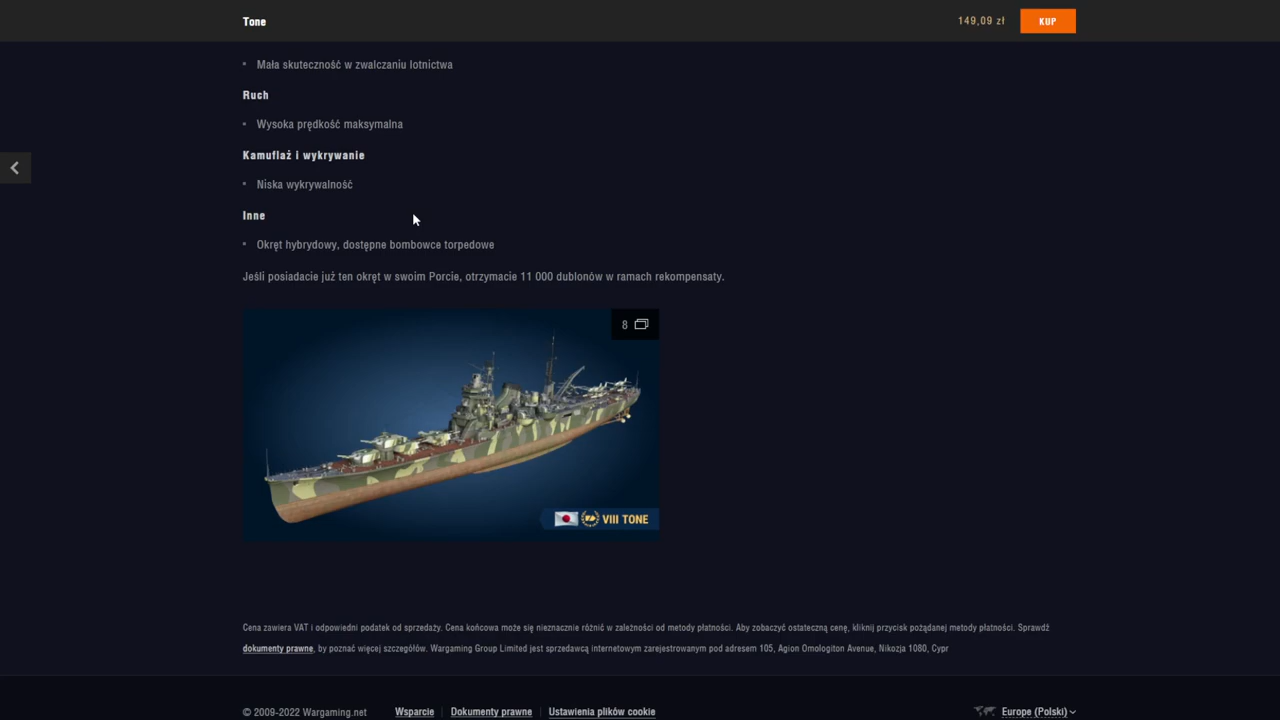 Tone
149,09 zł
KUP
Mała skuteczność w zwalczaniu lotnictwa
Ruch
Wysoka prędkość maksymalna
Kamuflaż i wykrywanie
Niska wykrywalność
Inne
Okręt hybrydowy, dostępne bombowce torpedowe
Jeśli posiadacie już ten okręt w swoim Porcie, otrzymacie 11 000 dublonów w ramach rekompensaty.
8
VIII TONE
Cena zawiera VAT i odpowiedni podatek od sprzedaży. Cena końcowa może się nieznacznie różnić w zależności od metody płatności. Aby zobaczyć ostateczną cenę, kliknij przycisk pożądanej metody płatności. Sprawdź
dokumenty prawne, by poznać więcej szczegółów. Wargaming Group Limited jest sprzedawcą internetowym zarejestrowanym pod adresem 105, Agion Omologiton Avenue, Nikozja 1080, Cypr
© 2009-2022 Wargaming.net
Wsparcie
Dokumenty prawne
Ustawienia plików cookie
Europe (Polski)